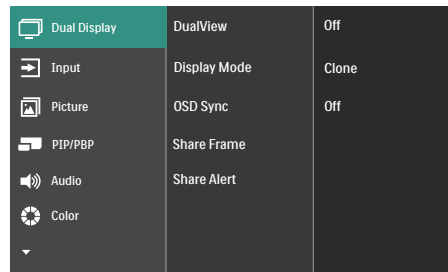 Dual Display
Input
Picture
PIP/PBP
Audio
Color
DualView
Display Mode
OSD Sync
Share Frame
Share Alert
Off
Clone
Off